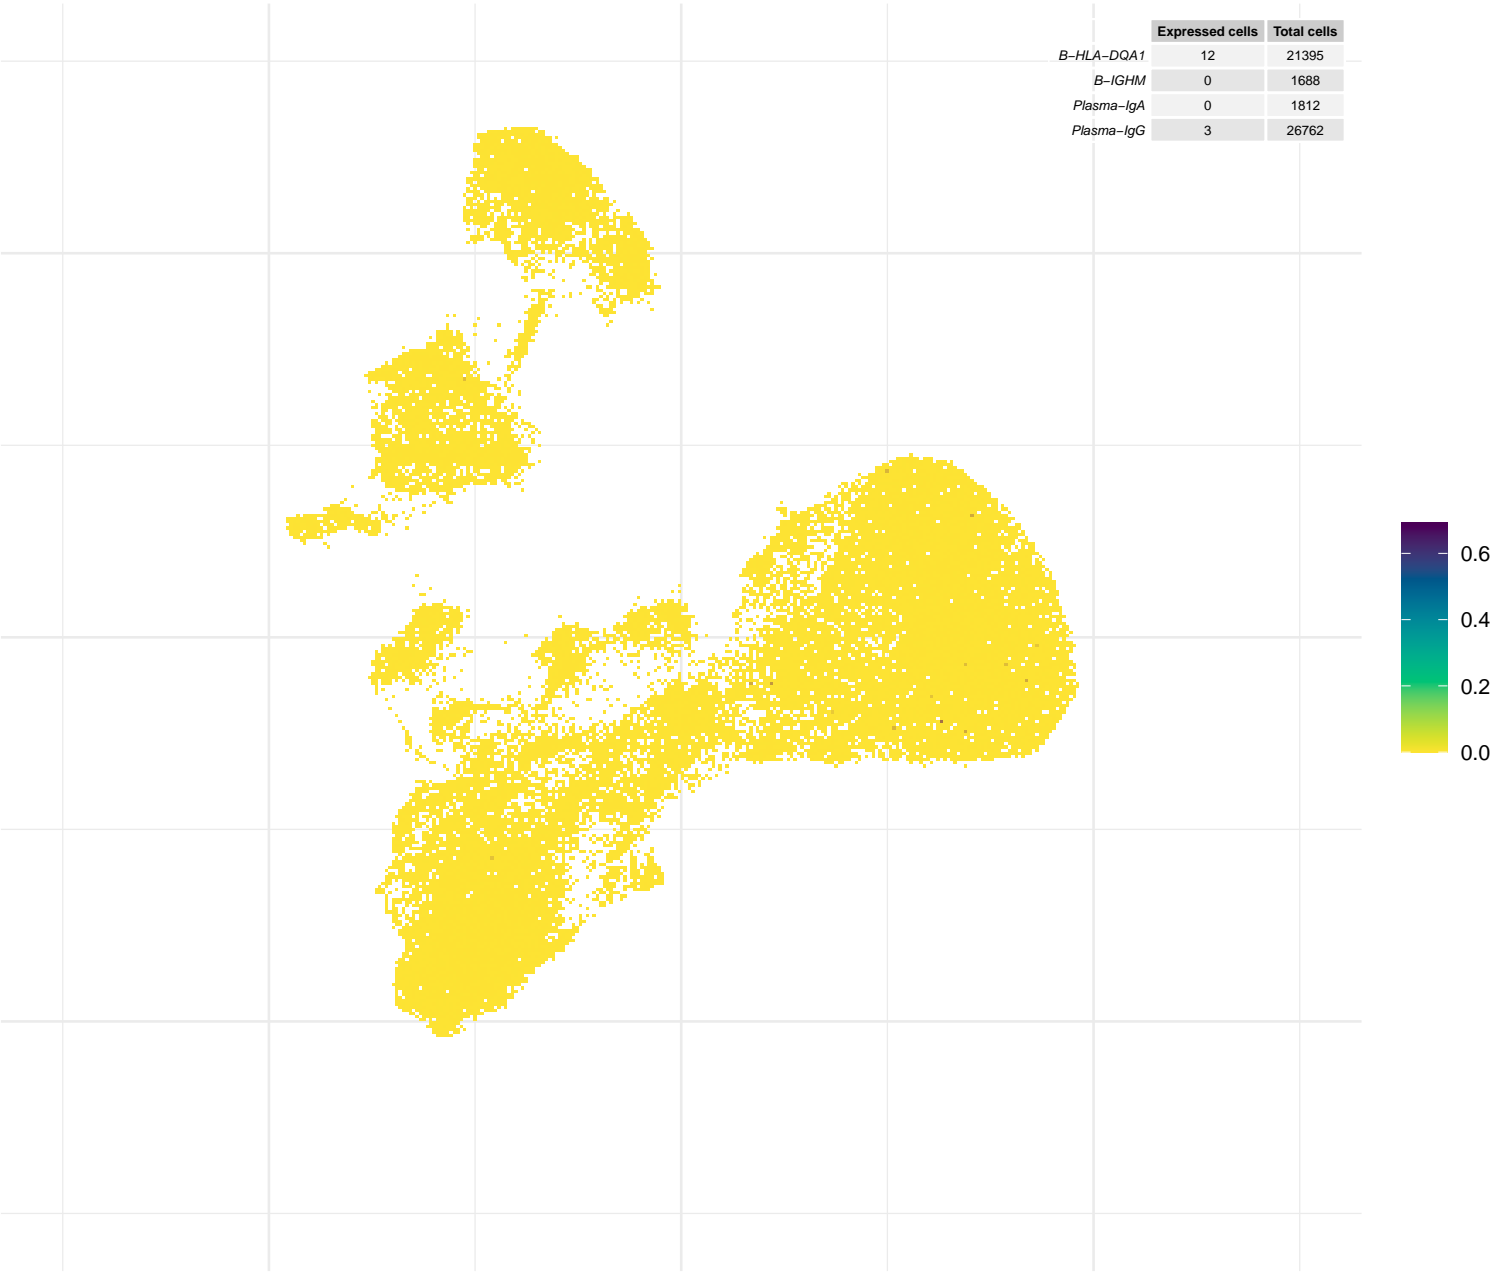 Expressed cells Total cells
B−HLA−DQA1 12 21395
B−IGHM 0 1688
Plasma−IgA 0 1812
Plasma−IgG 3 26762
0.6
0.4
0.2
0.0